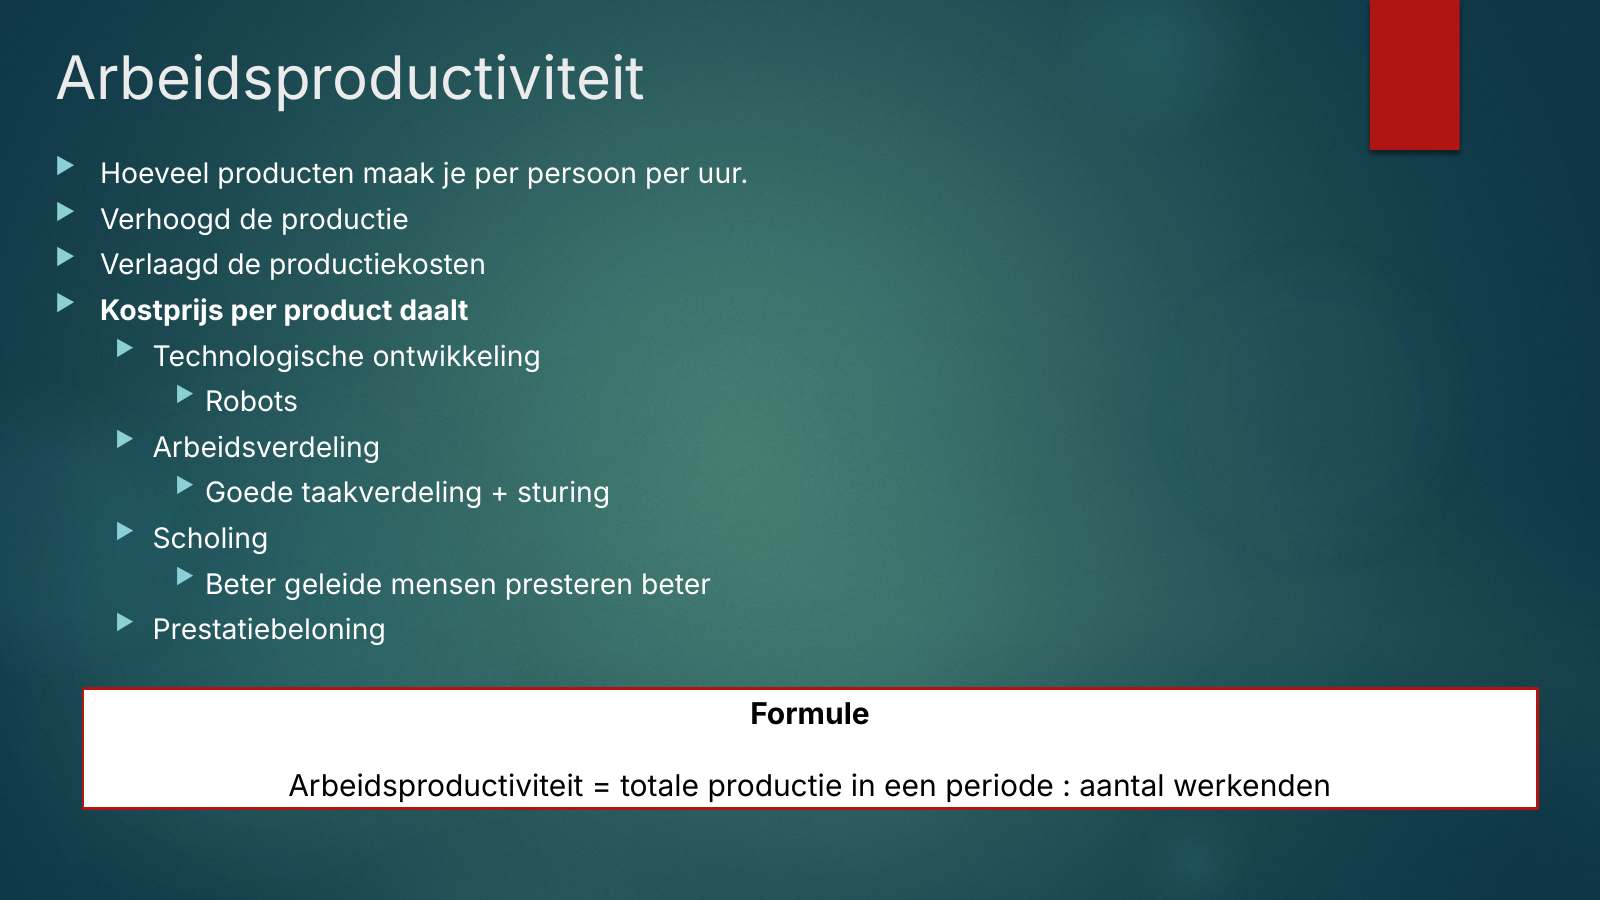 Arbeidsproductiviteit
Hoeveel producten maak je per persoon per uur.
Verhoogd de productie
Verlaagd de productiekosten
Kostprijs per product daalt
Technologische ontwikkeling
Robots
Arbeidsverdeling
Goede taakverdeling + sturing
Scholing
Beter geleide mensen presteren beter
Prestatiebeloning
Formule
Arbeidsproductiviteit = totale productie in een periode : aantal werkenden